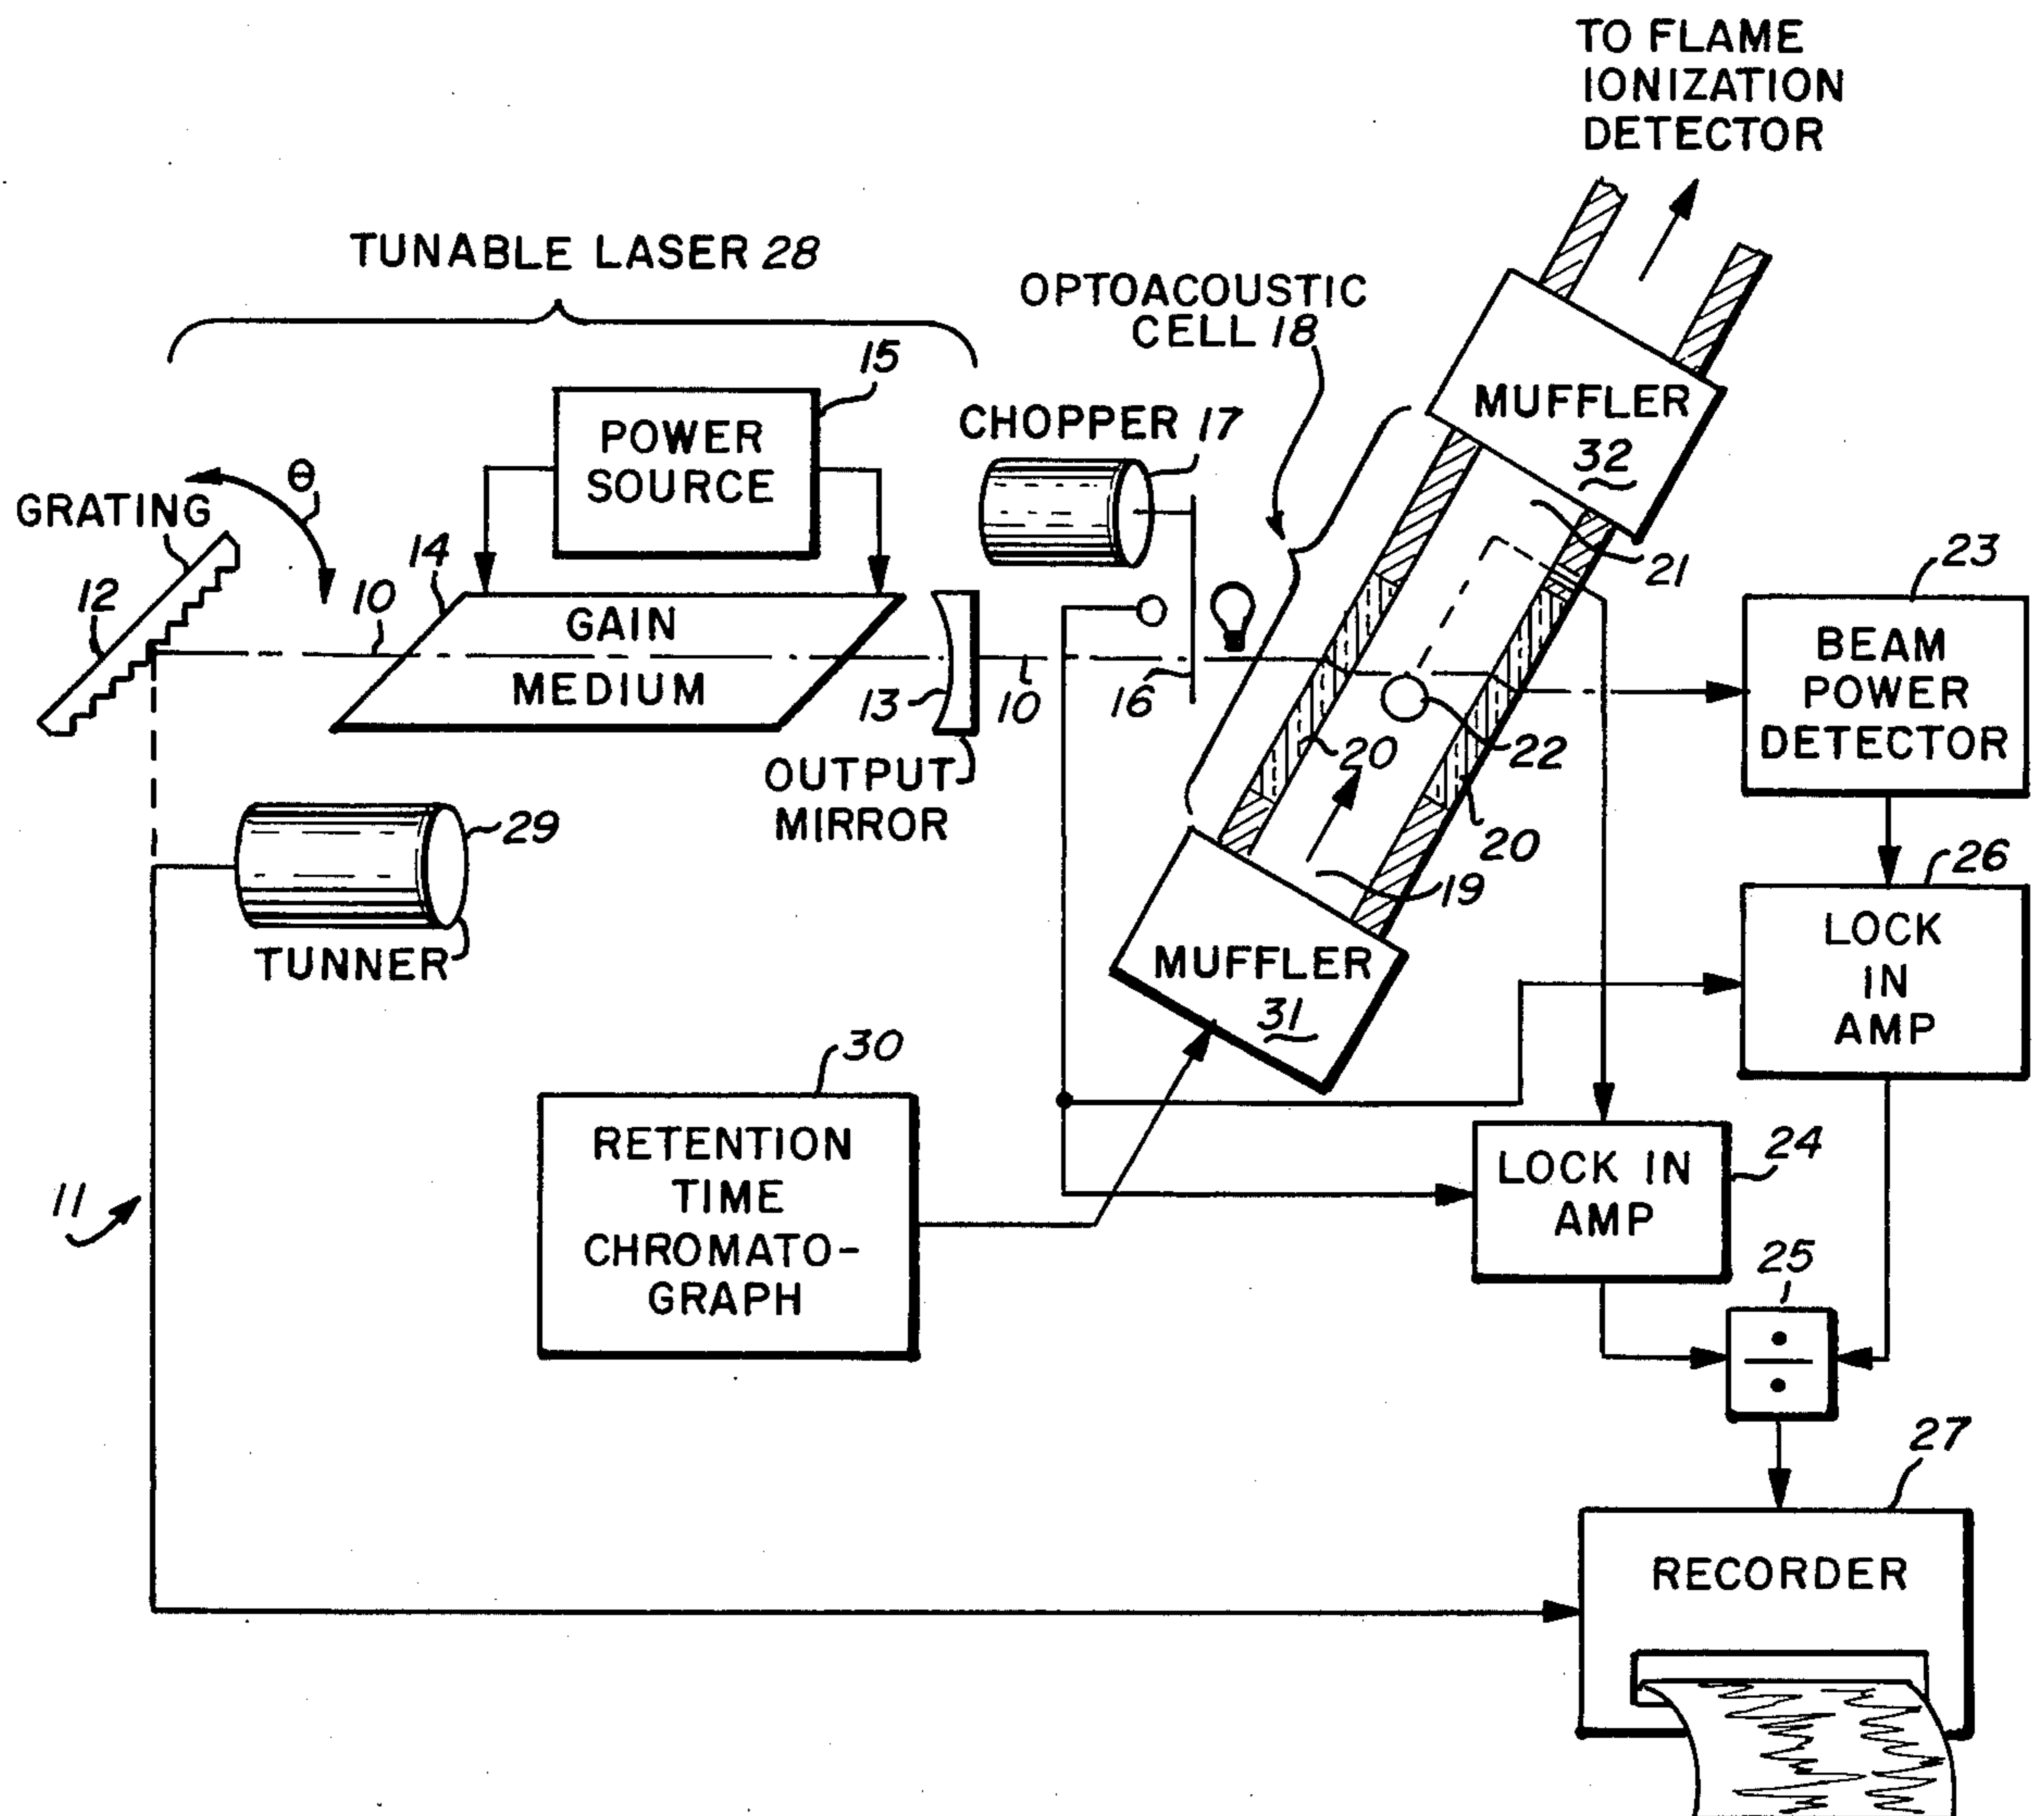 TO FLAME
IONIZATION
DETECTOR
TUNABLE LASER 28
OPTOACOUSTIC
CELL 18
15
POWER
SOURCE
CHOPPER 17
MUFFLER
32
θ
GRATING
12
14
10
GAIN
MEDIUM
13
10
16
OUTPUT
MIRROR
21
20
22
20
19
23
BEAM
POWER
DETECTOR
29
TUNNER
26
LOCK
IN
AMP
MUFFLER
31
30
RETENTION
TIME
CHROMATO-
GRAPH
24
LOCK IN
AMP
11
25
÷
27
RECORDER